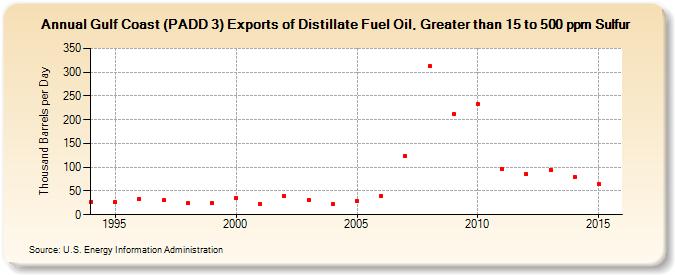 Annual Gulf Coast (PADD 3) Exports of Distillate Fuel Oil, Greater than 15 to 500 ppm Sulfur
Thousand Barrels per Day
350
300
250
200
150
100
50
0
1995 2000 2005 2010 2015
Source: U.S. Energy Information Administration